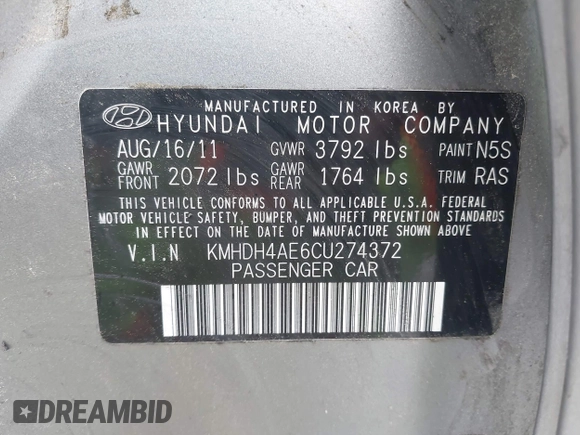 MANUFACTURED IN KOREA BY
HYUNDAI MOTOR COMPANY
AUG/16/11 GVWR 3792 lbs PAINT N5S
GAWR FRONT 2072 lbs GAWR REAR 1764 lbs TRIM RAS
THIS VEHICLE CONFORMS TO ALL APPLICABLE U.S.A. FEDERAL
MOTOR VEHICLE SAFETY, BUMPER, AND THEFT PREVENTION STANDARDS
IN EFFECT ON THE DATE OF MANUFACTURE SHOWN ABOVE.
V.I.N KMHDH4AE6CU274372
PASSENGER CAR
DREAMBID